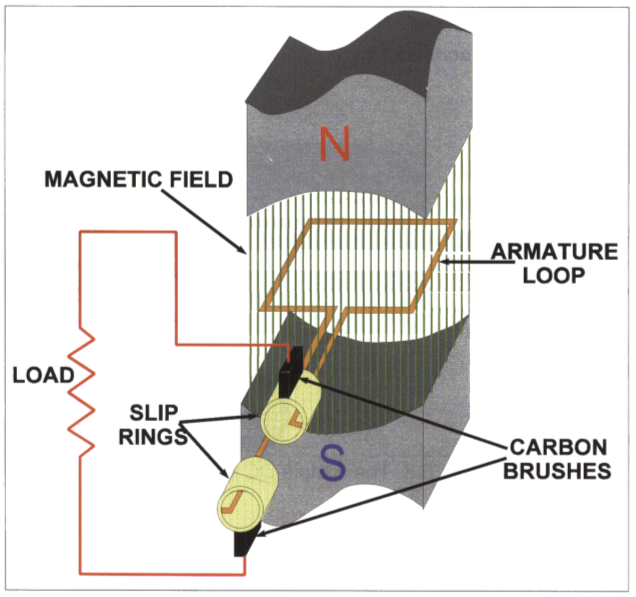 N
MAGNETIC FIELD
ARMATURE
LOOP
LOAD
SLIP
RINGS
S
CARBON
BRUSHES